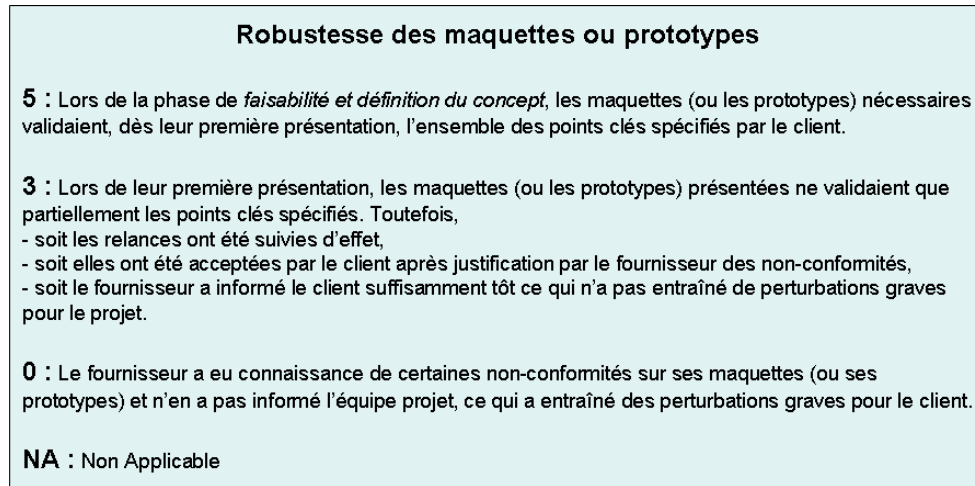 Robustesse des maquettes ou prototypes
5 : Lors de la phase de faisabilité et définition du concept, les maquettes (ou les prototypes) nécessaires
validaient, dès leur première présentation, l'ensemble des points clés spécifiés par le client.
3 : Lors de leur première présentation, les maquettes (ou les prototypes) présentées ne validaient que
partiellement les points clés spécifiés. Toutefois,
- soit les relances ont été suivies d'effet,
- soit elles ont été acceptées par le client après justification par le fournisseur des non-conformités,
- soit le fournisseur a informé le client suffisamment tôt ce qui n'a pas entraîné de perturbations graves
pour le projet.
0 : Le fournisseur a eu connaissance de certaines non-conformités sur ses maquettes (ou ses
prototypes) et n'en a pas informé l'équipe projet, ce qui a entraîné des perturbations graves pour le client.
NA : Non Applicable